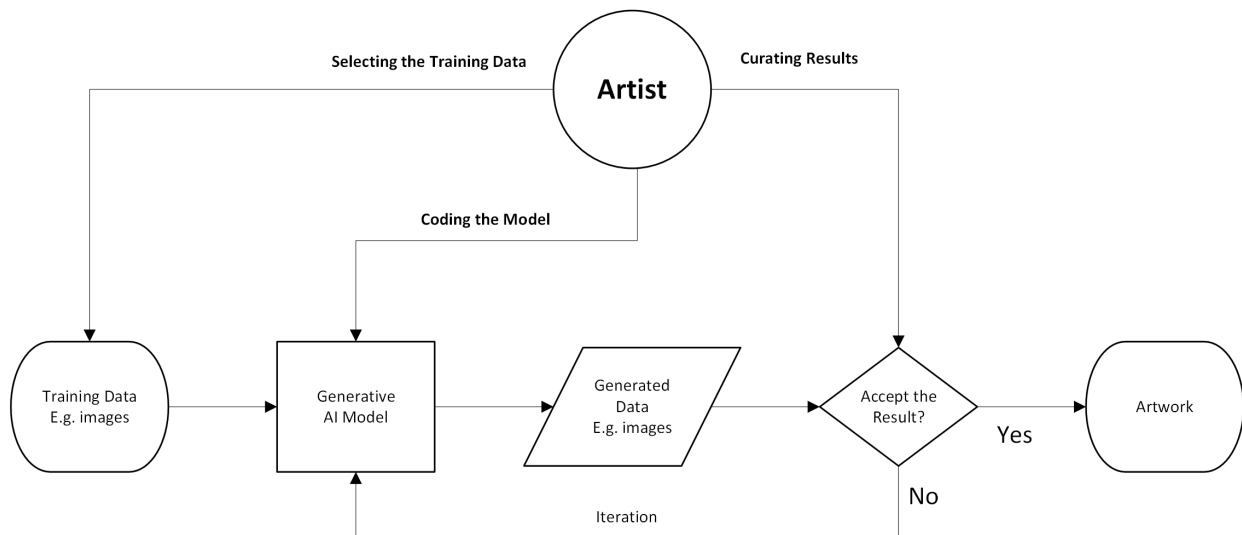 Selecting the Training Data
Artist
Curating Results
Coding the Model
Training Data
E.g. images
Generative
AI Model
Generated
Data
E.g. images
Accept the
Result?
Yes
Artwork
No
Iteration